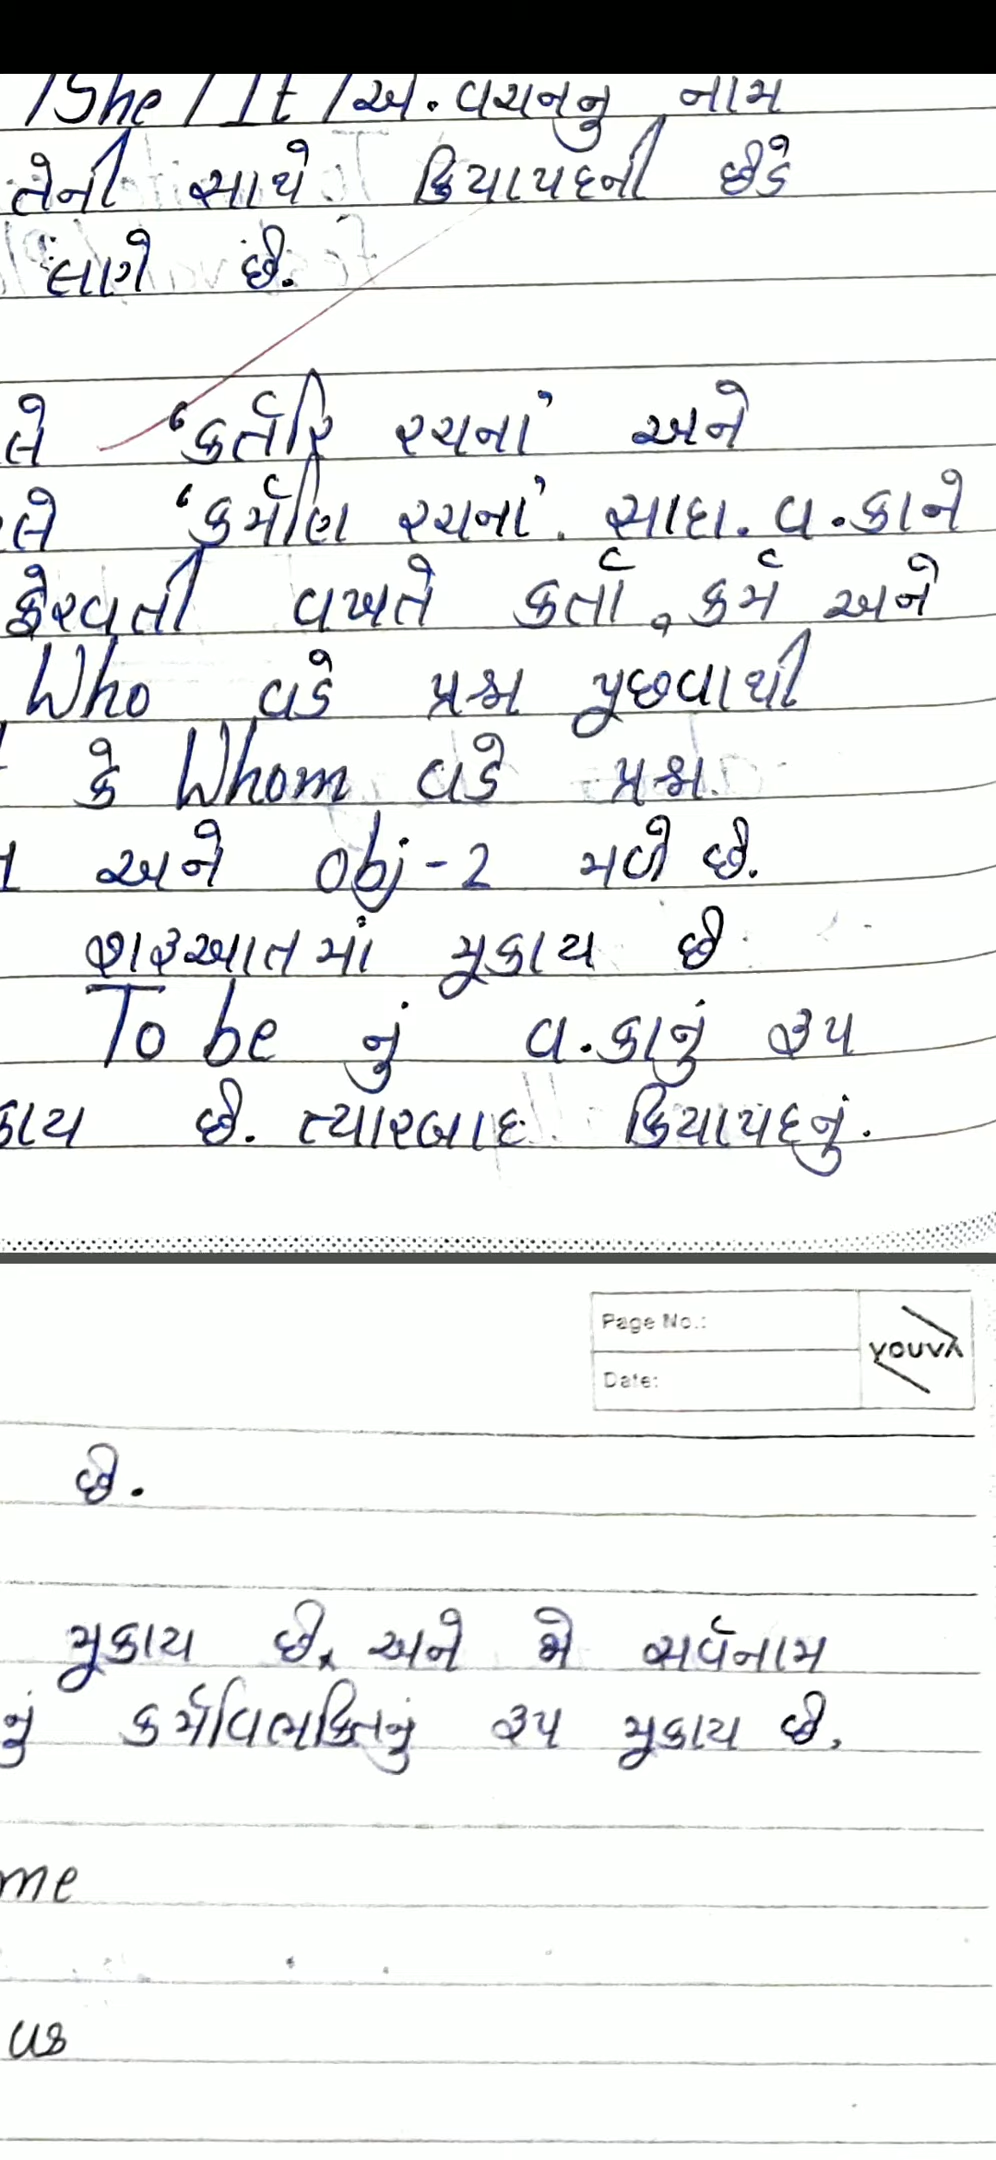 /She/It/એ.વચનનુ નામ
તેની સાથે ક્રિયાપદની છેડે
લાગે છે.
લે 'કર્તરિ રચના' અને
લે 'કર્મણિ રચના'. સાદા.વ.કાને
ફેરવતી વખતે કર્તા, કર્મ અને
Who વડે પ્રશ્ન પુછવાથી
કે Whom વડે પ્રશ્ન.
1 અને obj-2 મળે છે.
શરૂઆતમાં મૂકાય છે
To be નું વ.કાનું રૂપ
કાય છે. ત્યારબાદ ક્રિયાપદનું.
Page No.:
YOUVA
Date:
છે.
મૂકાય છે. અને જો સર્વનામ
નું કર્મવિભક્તિનું રૂપ મૂકાય છે.
me
us